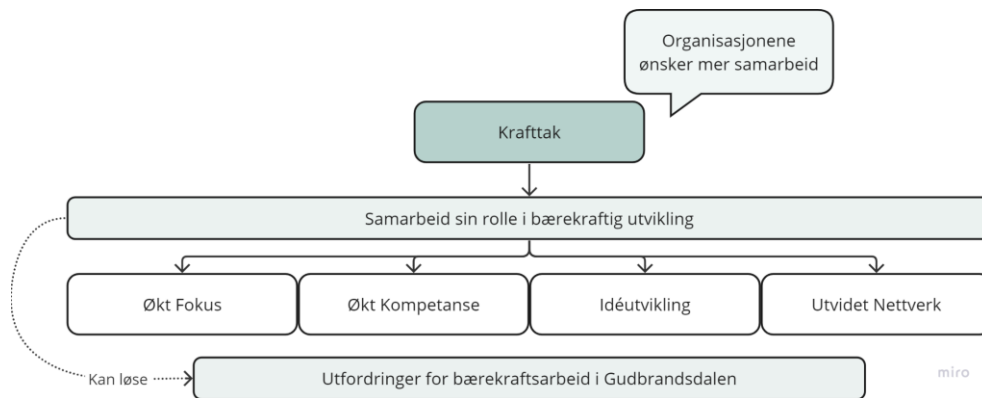 Organisasjonene
ønsker mer samarbeid
Krafttak
Samarbeid sin rolle i bærekraftig utvikling
Økt Fokus
Økt Kompetanse
Idéutvikling
Utvidet Nettverk
Kan løse
Utfordringer for bærekraftsarbeid i Gudbrandsdalen
miro